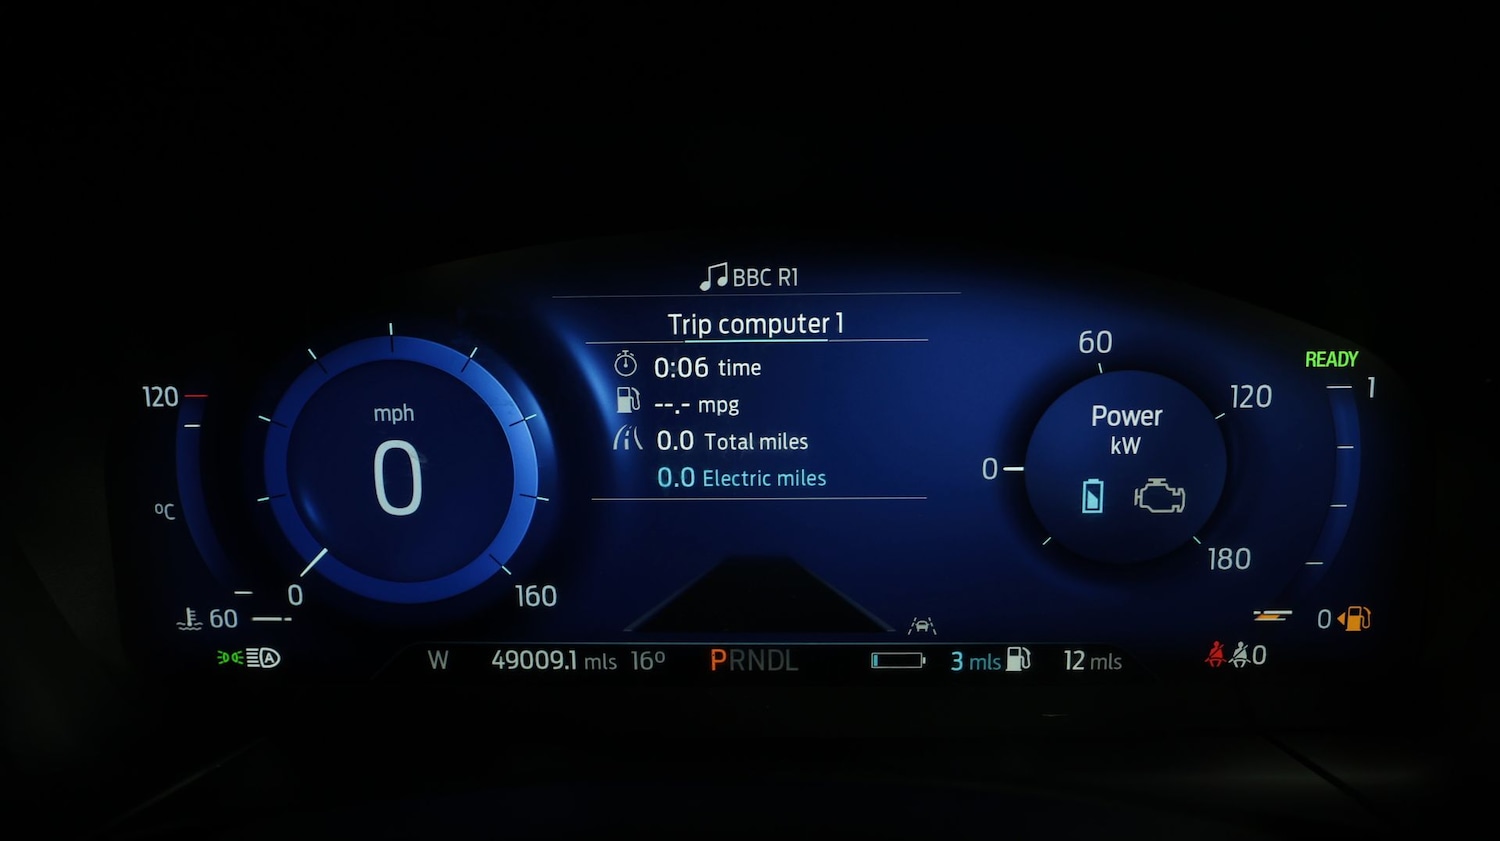 BBC R1
Trip computer 1
0:06 time
--.- mpg
0.0 Total miles
0.0 Electric miles
120
°C
60
mph
0
0
160
60
120
0
Power
kW
180
READY
1
0
A
W 49009.1 mls 16° PRNDL 3 mls 12 mls 0